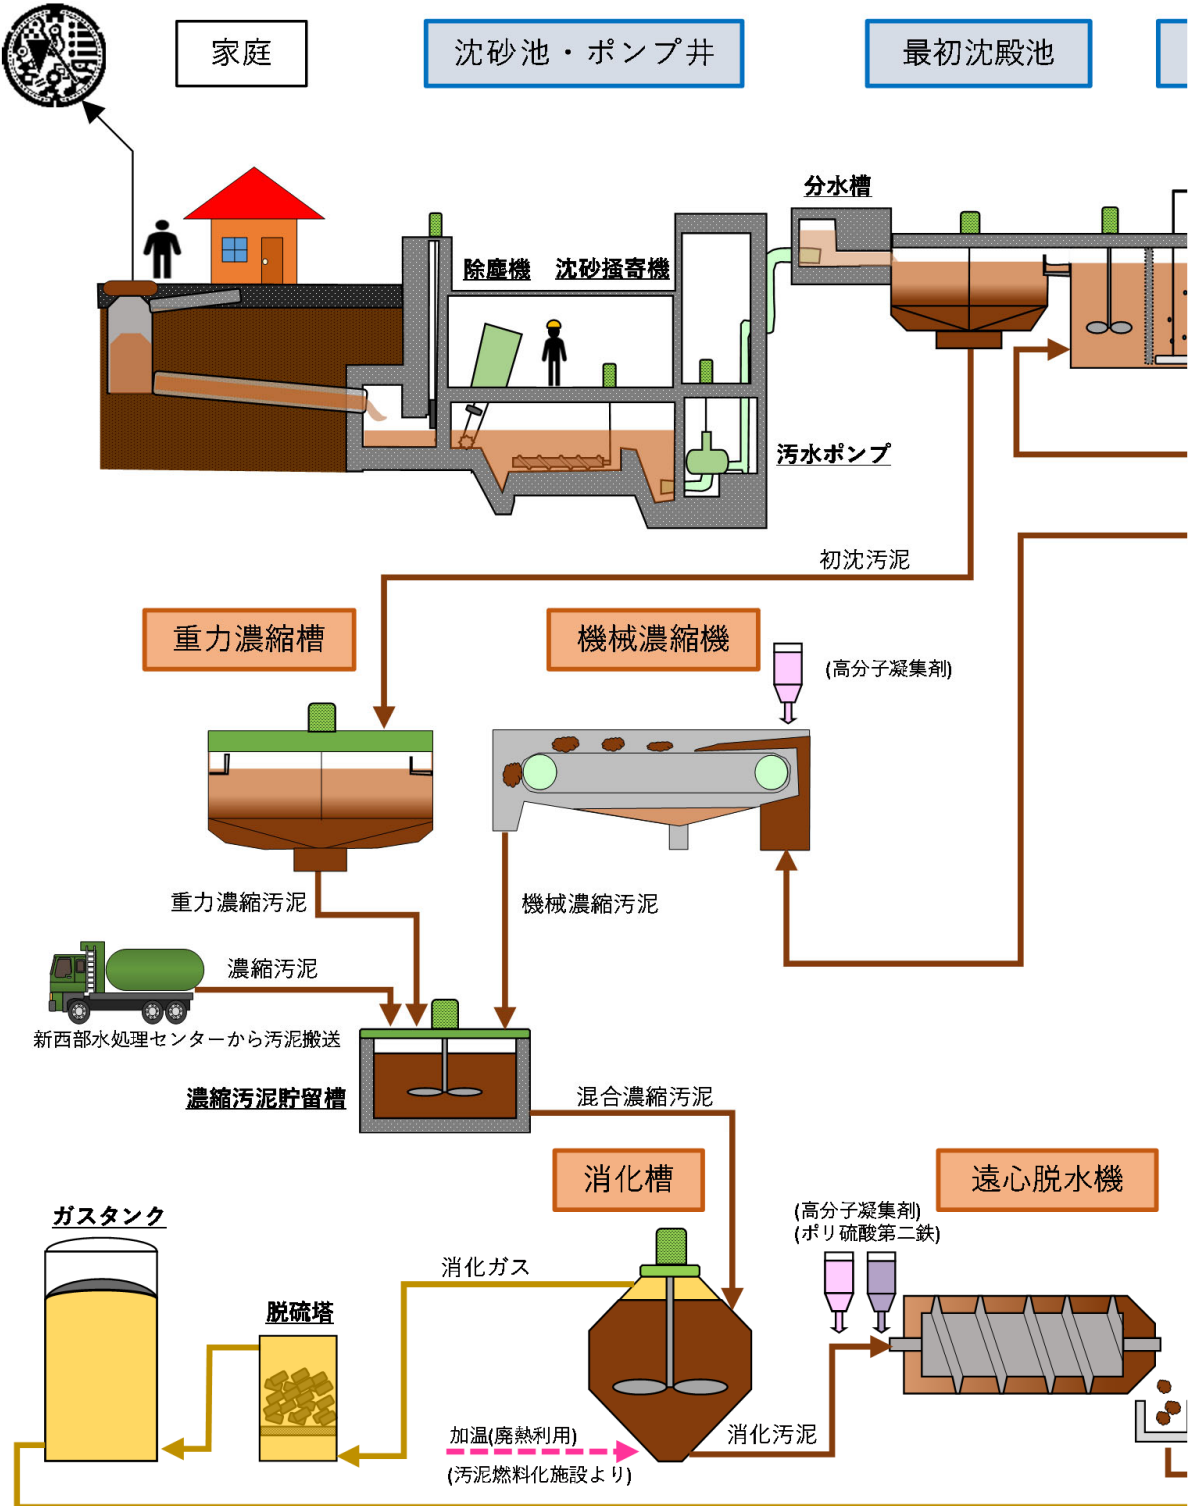 家庭
沈砂池・ポンプ井
最初沈殿池
分水槽
除塵機
沈砂掻寄機
汚水ポンプ
初沈汚泥
重力濃縮槽
機械濃縮機
(高分子凝集剤)
重力濃縮汚泥
機械濃縮汚泥
濃縮汚泥
新西部水処理センターから汚泥搬送
濃縮汚泥貯留槽
混合濃縮汚泥
消化槽
遠心脱水機
(高分子凝集剤)
(ポリ硫酸第二鉄)
ガスタンク
消化ガス
脱硫塔
加温(廃熱利用)
(汚泥燃料化施設より)
消化汚泥